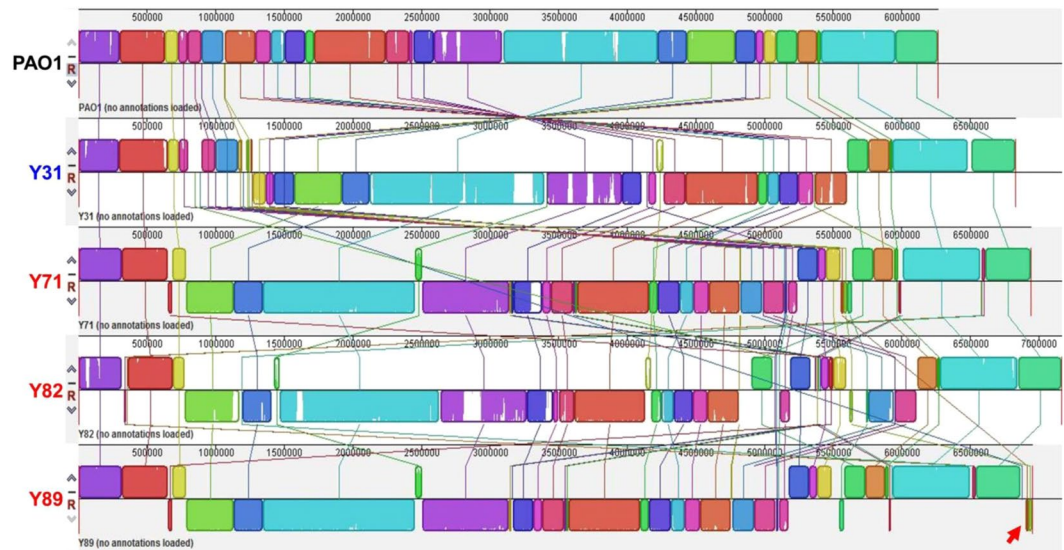 500000 1000000 1500000 2000000 2500000 3000000 3500000 4000000 4500000 5000000 5500000 6000000
PAO1
R
PAO1 (no annotations loaded)
500000 1000000 1500000 2000000 2500000 3000000 3500000 4000000 4500000 5000000 5500000 6000000 6500000
Y31
R
Y31 (no annotations loaded)
500000 1000000 1500000 2000000 2500000 3000000 3500000 4000000 4500000 5000000 5500000 6000000 6500000
Y71
R
Y71 (no annotations loaded)
500000 1000000 1500000 2000000 2500000 3000000 3500000 4000000 4500000 5000000 5500000 6000000 6500000 7000000
Y82
R
Y82 (no annotations loaded)
500000 1000000 1500000 2000000 2500000 3000000 3500000 4000000 4500000 5000000 5500000 6000000 6500000
Y89
R
Y89 (no annotations loaded)